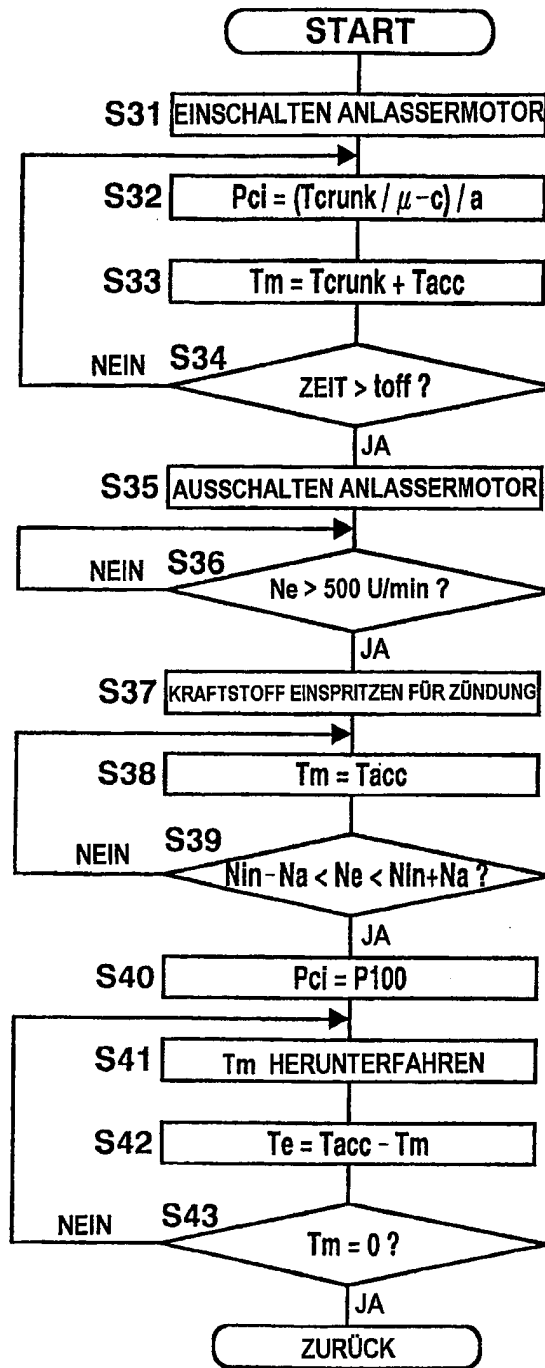 START
S31 EINSCHALTEN ANLASSERMOTOR
S32 Pci = (Tcrunk / μ-c) / a
S33 Tm = Tcrunk + Tacc
NEIN S34
ZEIT > toff ?
JA
S35 AUSSCHALTEN ANLASSERMOTOR
NEIN S36
Ne > 500 U/min ?
JA
S37 KRAFTSTOFF EINSPRITZEN FÜR ZÜNDUNG
S38 Tm = Tacc
S39
NEIN
Nin-Na < Ne < Nin+Na ?
JA
S40 Pci = P100
S41 Tm HERUNTERFAHREN
S42 Te = Tacc - Tm
NEIN S43
Tm = 0 ?
JA
ZURÜCK